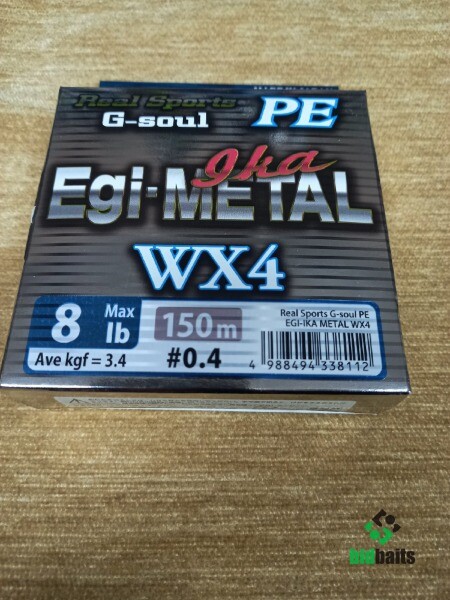 Real Sports
G-soul
PE
Ika
Egi-METAL
WX4
8 Max lb
150m
Ave kgf = 3.4
#0.4
Real Sports G-soul PE
EGI-IKA METAL WX4
4 988494 338112
bigbaits